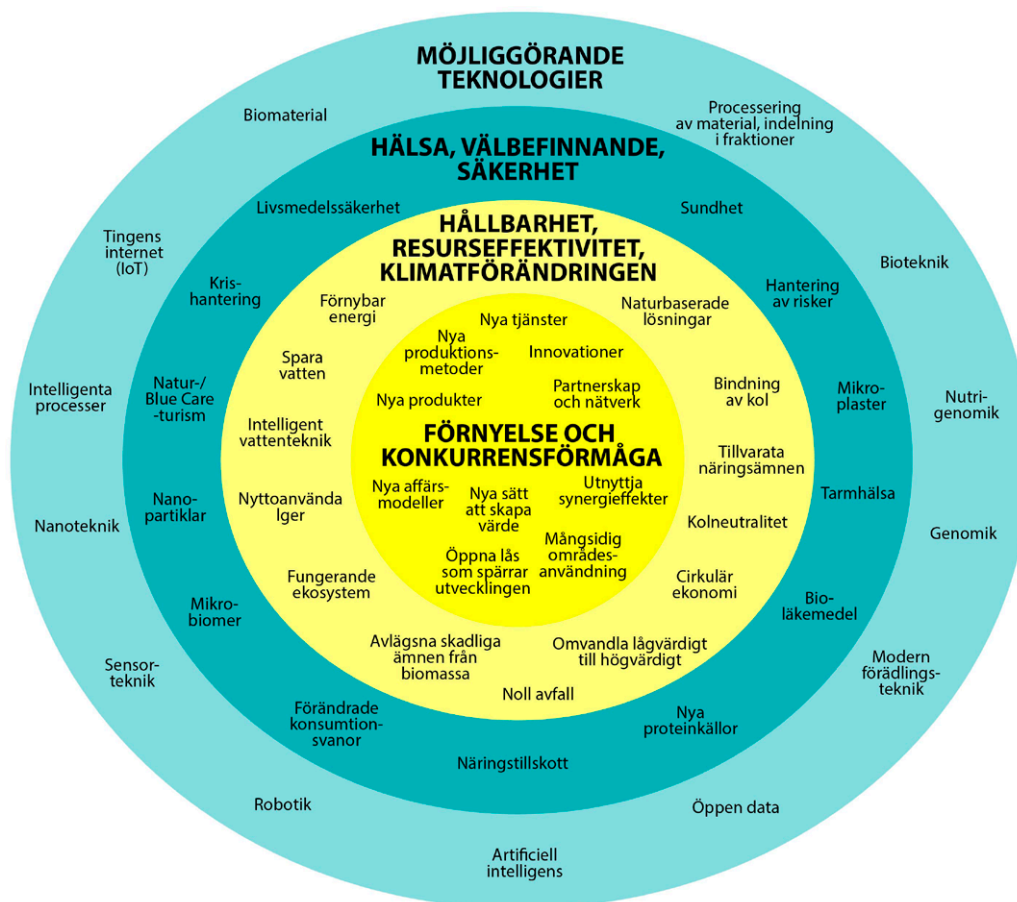 MÖJLIGGÖRANDE
TEKNOLOGIER
Biomaterial
Processering
av material, indelning
i fraktioner
Bioteknik
Nutri-
genomik
Genomik
Modern
förädlings-
teknik
Öppen data
Artificiell
intelligens
Robotik
Sensor-
teknik
Nanoteknik
Intelligenta
processer
Tingens
internet
(IoT)
HÄLSA, VÄLBEFINNANDE,
SÄKERHET
Livsmedelssäkerhet
Sundhet
Hantering
av risker
Mikro-
plaster
Tarmhälsa
Bio-
läkemedel
Nya
proteinkällor
Näringstillskott
Förändrade
konsumtion-
svanor
Mikro-
biomer
Nano-
partiklar
Natur-/
Blue Care
-turism
Kris-
hantering
HÅLLBARHET,
RESURSEFFEKTIVITET,
KLIMATFÖRÄNDRINGEN
Förnybar
energi
Naturbaserade
lösningar
Bindning
av kol
Tillvarata
näringsämnen
Kolneutralitet
Cirkulär
ekonomi
Omvandla lågvärdigt
till högvärdigt
Noll avfall
Avlägsna skadliga
ämnen från
biomassa
Fungerande
ekosystem
Nyttoanvända
lger
Intelligent
vattenteknik
Spara
vatten
Nya tjänster
Nya
produktions-
metoder
Innovationer
Nya produkter
Partnerskap
och nätverk
FÖRNYELSE OCH
KONKURRENSFÖRMÅGA
Nya affärs-
modeller
Nya sätt
att skapa
värde
Utnyttja
synergieffekter
Öppna lås
som spärrar
utvecklingen
Mångsidig
områdes-
användning